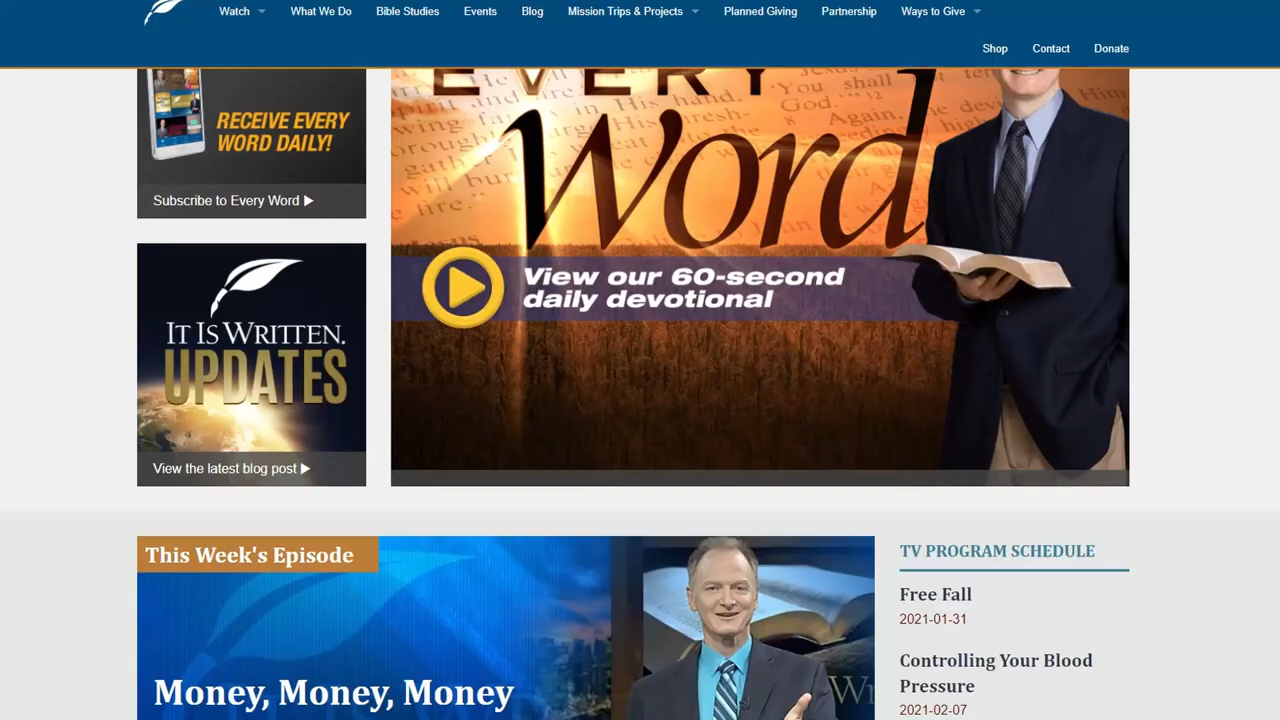 Watch
What We Do
Bible Studies
Events
Blog
Mission Trips & Projects
Planned Giving
Partnership
Ways to Give
Shop
Contact
Donate
RECEIVE EVERY
WORD DAILY!
Subscribe to Every Word
IT IS WRITTEN.
UPDATES
View the latest blog post
EVERY
Word
View our 60-second
daily devotional
This Week's Episode
Money, Money, Money
TV PROGRAM SCHEDULE
Free Fall
2021-01-31
Controlling Your Blood
Pressure
2021-02-07